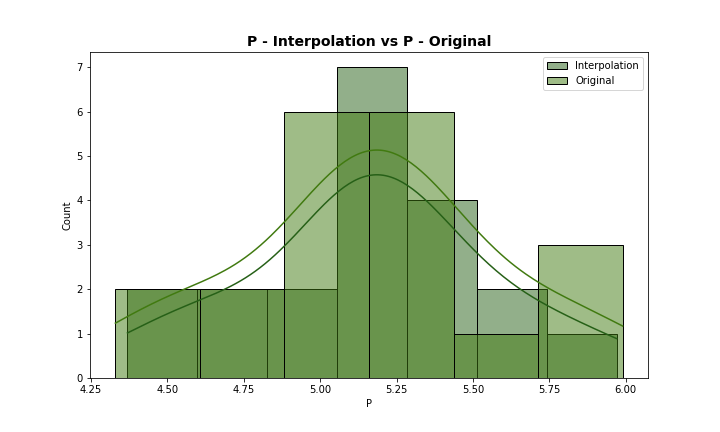 P - Interpolation vs P - Original
Interpolation
Original
7
6
5
4
3
2
1
0
Count
4.25 4.50 4.75 5.00 5.25 5.50 5.75 6.00
P